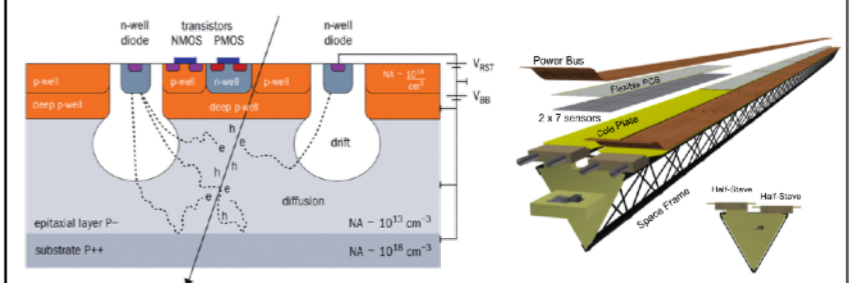 n-well
diode
transistors
NMOS PMOS
n-well
diode
V_RST
p-well
p-well
n-well
p-well
NA ~ 10^18
cm^3
V_BB
deep p-well
deep p-well
h
e
h
e
drift
h
h
e
e
h
diffusion
epitaxial layer P−
NA ~ 10^13 cm^−3
substrate P++
NA ~ 10^18 cm^−3
Power Bus
Flexible PCB
2 x 7 sensors
Cold Plate
Space Frame
Half-Stave
Half-Stave